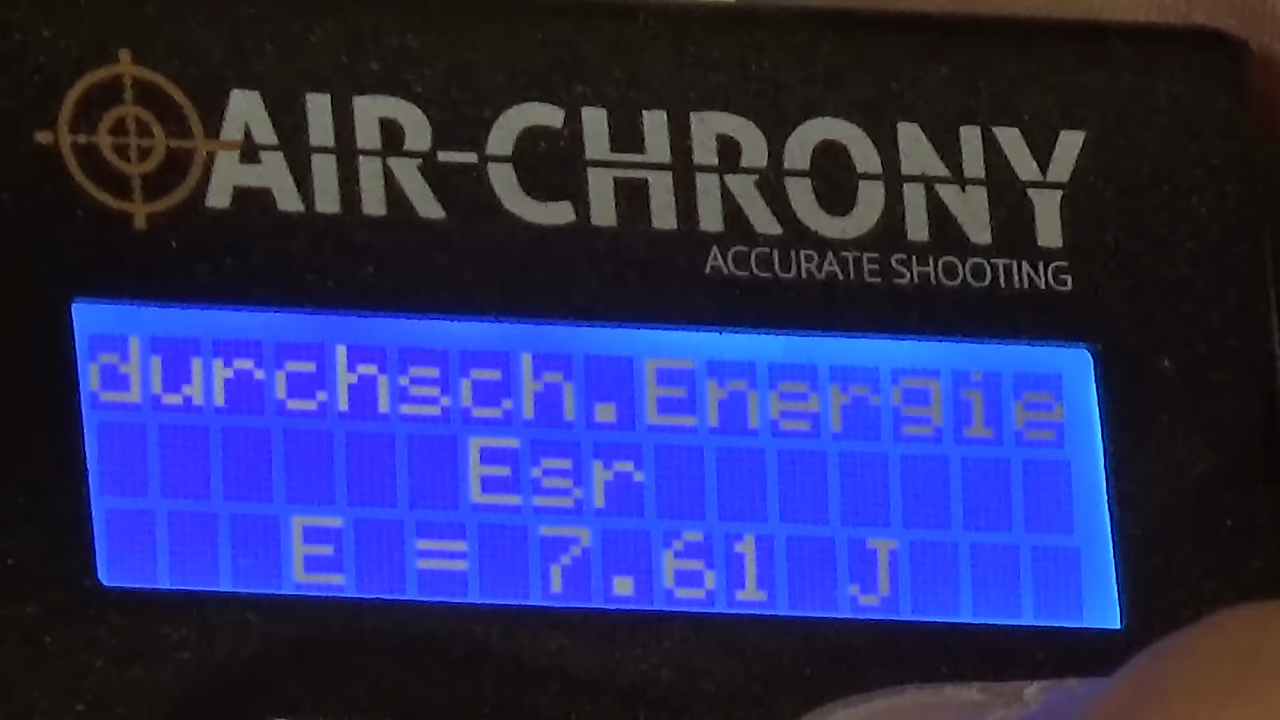 AIR-CHRONY
ACCURATE SHOOTING
durchsch.Energie
Esr
E = 7.61 J